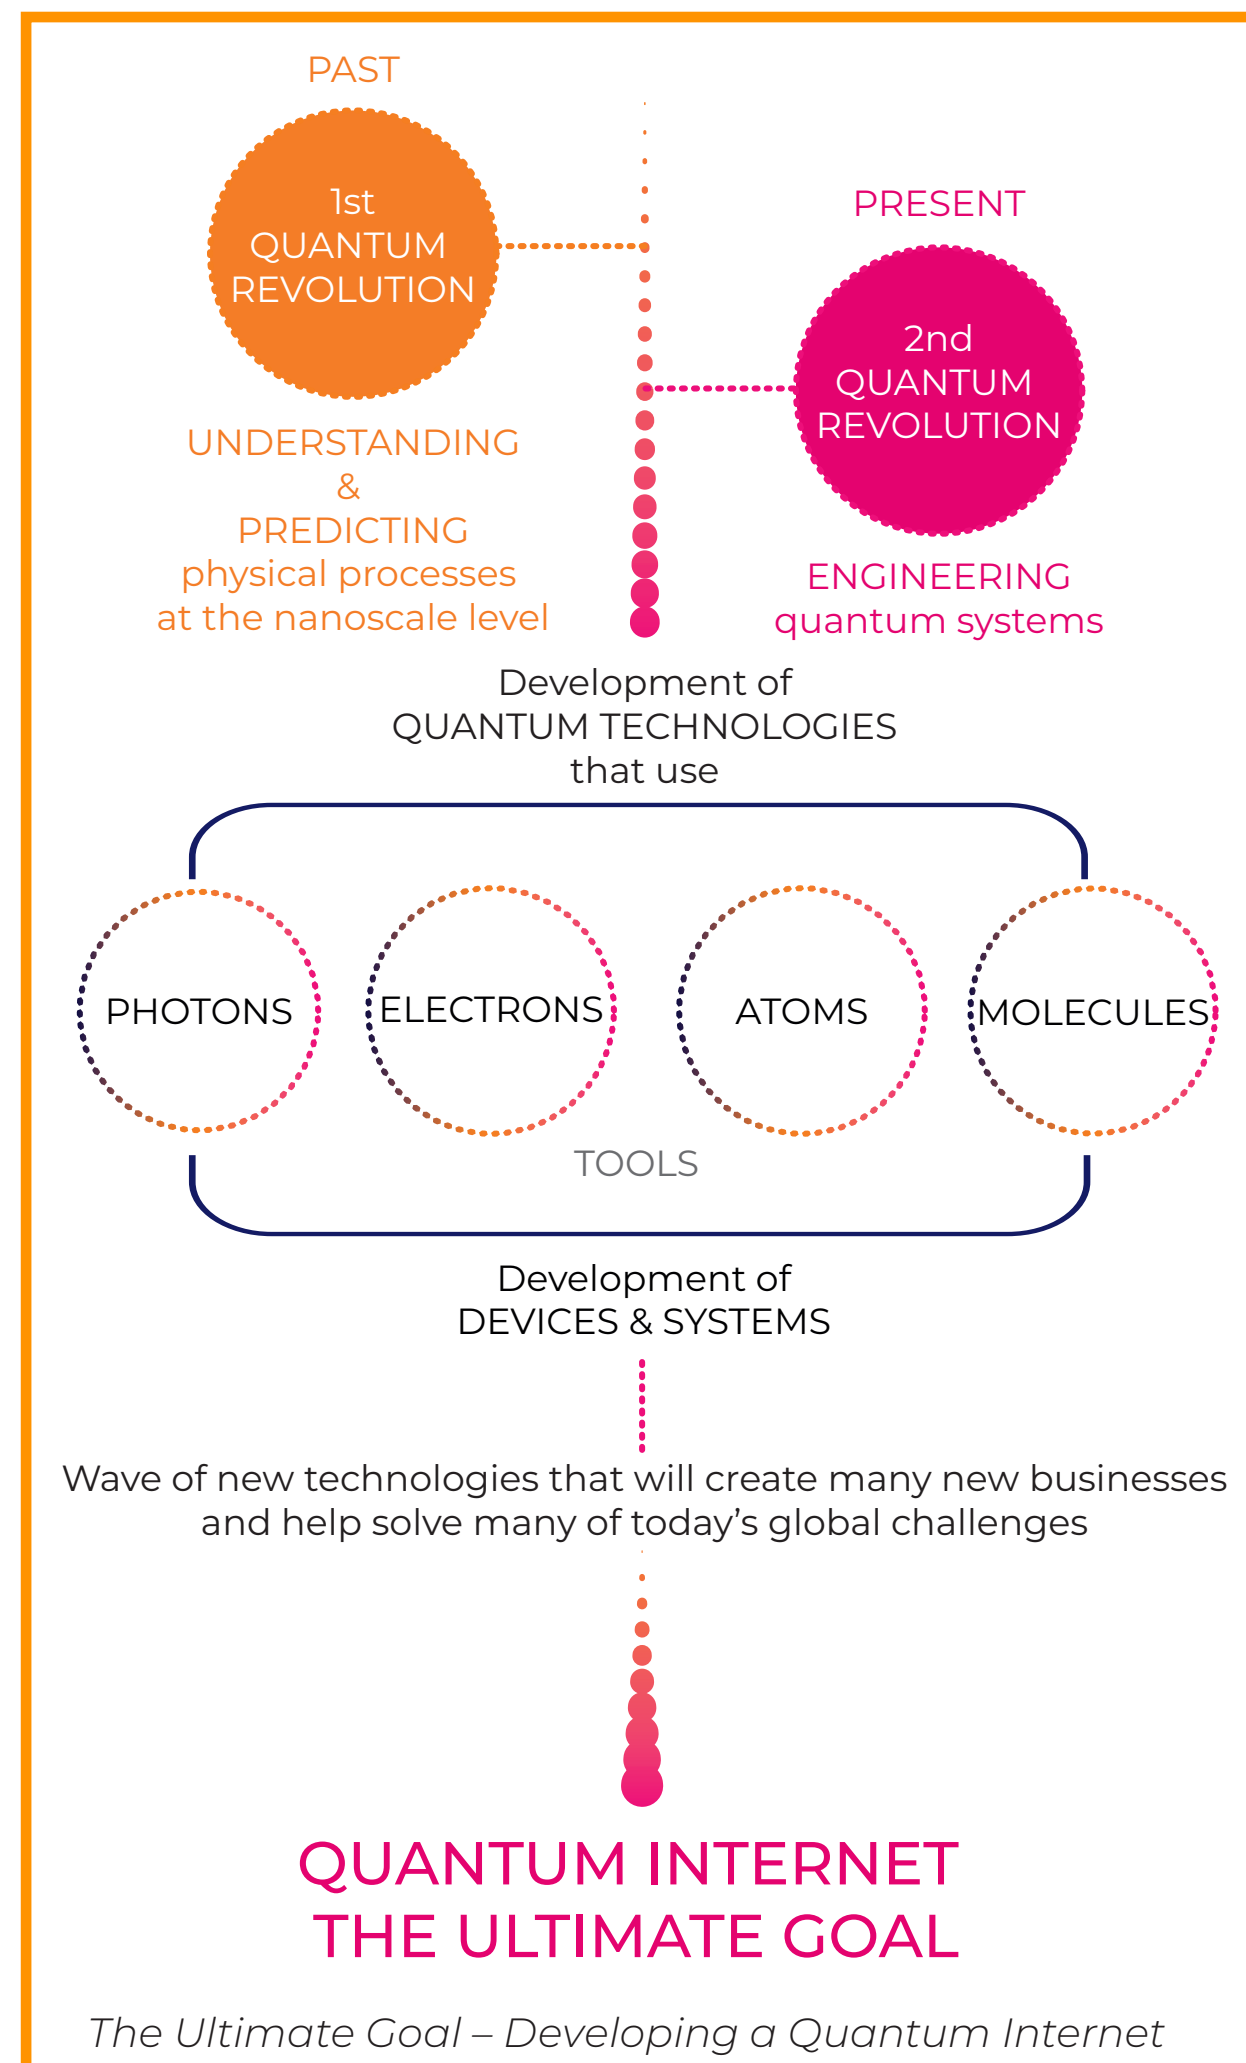 PAST
1st
QUANTUM
REVOLUTION
UNDERSTANDING
&
PREDICTING
physical processes
at the nanoscale level
PRESENT
2nd
QUANTUM
REVOLUTION
ENGINEERING
quantum systems
Development of
QUANTUM TECHNOLOGIES
that use
PHOTONS
ELECTRONS
ATOMS
MOLECULES
TOOLS
Development of
DEVICES & SYSTEMS
Wave of new technologies that will create many new businesses
and help solve many of today’s global challenges
QUANTUM INTERNET
THE ULTIMATE GOAL
The Ultimate Goal – Developing a Quantum Internet